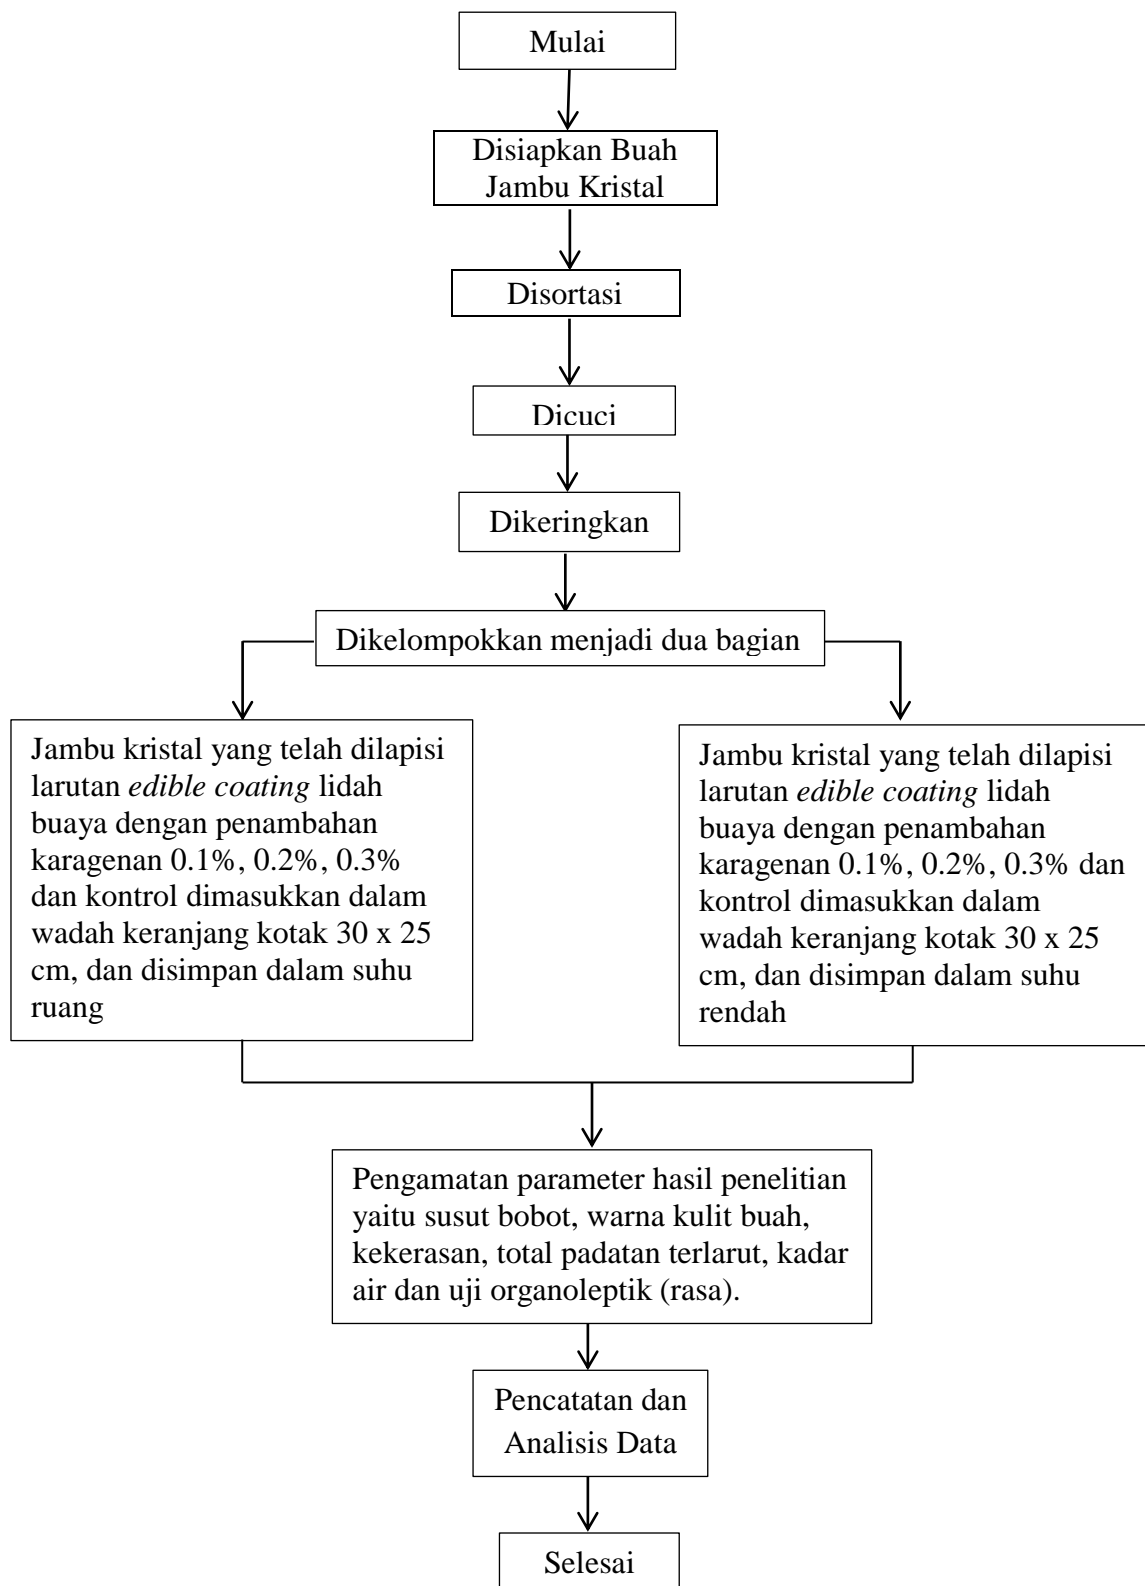 Mulai
Disiapkan Buah
Jambu Kristal
Disortasi
Dicuci
Dikeringkan
Dikelompokkan menjadi dua bagian
Jambu kristal yang telah dilapisi
larutan edible coating lidah
buaya dengan penambahan
karagenan 0.1%, 0.2%, 0.3%
dan kontrol dimasukkan dalam
wadah keranjang kotak 30 x 25
cm, dan disimpan dalam suhu
ruang
Jambu kristal yang telah dilapisi
larutan edible coating lidah
buaya dengan penambahan
karagenan 0.1%, 0.2%, 0.3% dan
kontrol dimasukkan dalam
wadah keranjang kotak 30 x 25
cm, dan disimpan dalam suhu
rendah
Pengamatan parameter hasil penelitian
yaitu susut bobot, warna kulit buah,
kekerasan, total padatan terlarut, kadar
air dan uji organoleptik (rasa).
Pencatatan dan
Analisis Data
Selesai